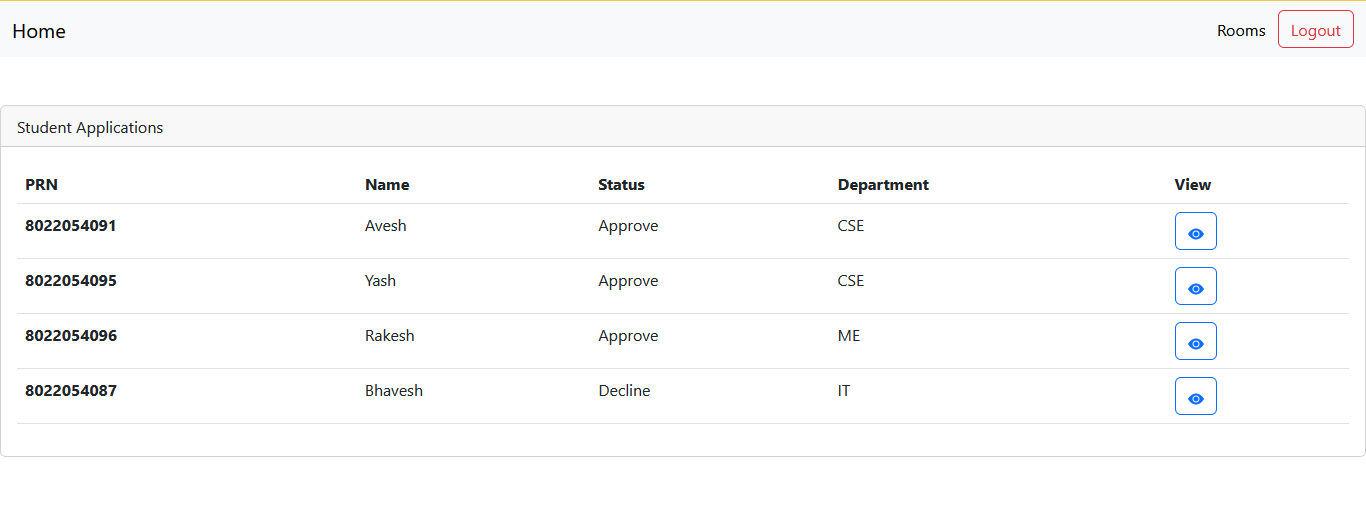 Home Rooms Logout
Student Applications
PRN Name Status Department View
8022054091 Avesh Approve CSE
8022054095 Yash Approve CSE
8022054096 Rakesh Approve ME
8022054087 Bhavesh Decline IT